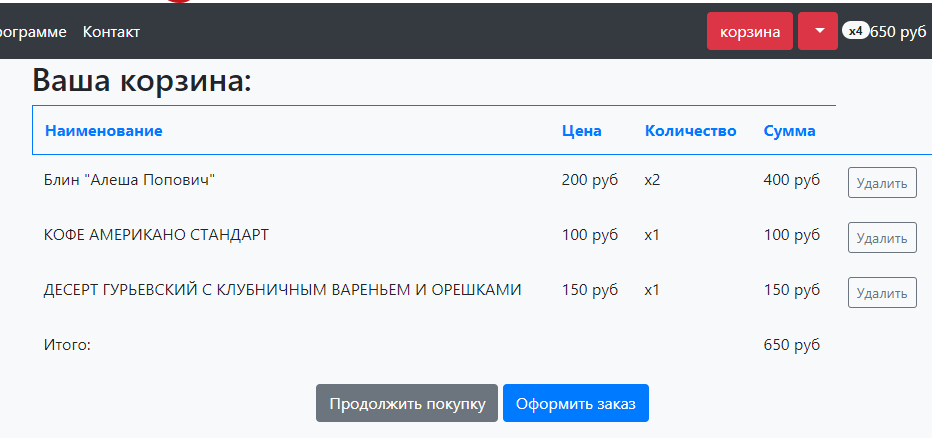 Контакт
корзина
x4 650 руб
Ваша корзина:
Наименование Цена Количество Сумма
Блин "Алеша Попович" 200 руб x2 400 руб Удалить
КОФЕ АМЕРИКАНО СТАНДАРТ 100 руб x1 100 руб Удалить
ДЕСЕРТ ГУРЬЕВСКИЙ С КЛУБНИЧНЫМ ВАРЕНЬЕМ И ОРЕШКАМИ 150 руб x1 150 руб Удалить
Итого: 650 руб
Продолжить покупку Оформить заказ